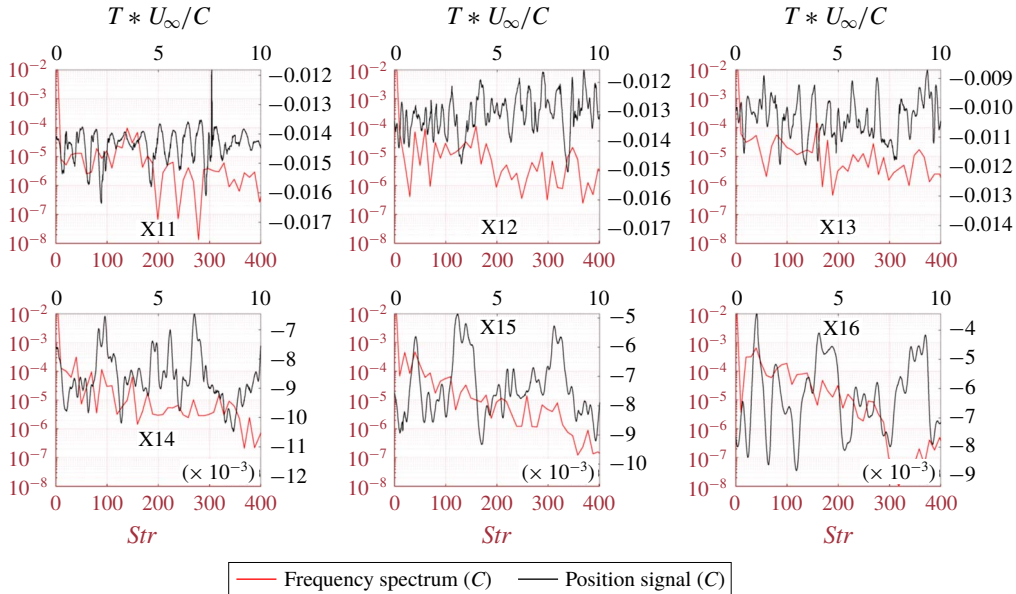 T ∗ U∞/C T ∗ U∞/C T ∗ U∞/C
0 5 10 0 5 10 0 5 10
10⁻² 10⁻³ 10⁻⁴ 10⁻⁵ 10⁻⁶ 10⁻⁷ 10⁻⁸
X11
−0.012 −0.013 −0.014 −0.015 −0.016 −0.017
0 100 200 300 400
10⁻² 10⁻³ 10⁻⁴ 10⁻⁵ 10⁻⁶ 10⁻⁷ 10⁻⁸
X12
−0.012 −0.013 −0.014 −0.015 −0.016 −0.017
0 100 200 300 400
10⁻² 10⁻³ 10⁻⁴ 10⁻⁵ 10⁻⁶ 10⁻⁷ 10⁻⁸
X13
−0.009 −0.010 −0.011 −0.012 −0.013 −0.014
0 100 200 300 400
0 5 10 0 5 10 0 5 10
10⁻² 10⁻³ 10⁻⁴ 10⁻⁵ 10⁻⁶ 10⁻⁷ 10⁻⁸
X14
(× 10⁻³)
−7 −8 −9 −10 −11 −12
0 100 200 300 400
Str
10⁻² 10⁻³ 10⁻⁴ 10⁻⁵ 10⁻⁶ 10⁻⁷ 10⁻⁸
X15
(× 10⁻³)
−5 −6 −7 −8 −9 −10
0 100 200 300 400
Str
10⁻² 10⁻³ 10⁻⁴ 10⁻⁵ 10⁻⁶ 10⁻⁷ 10⁻⁸
X16
(× 10⁻³)
−4 −5 −6 −7 −8 −9
0 100 200 300 400
Str
Frequency spectrum (C) Position signal (C)